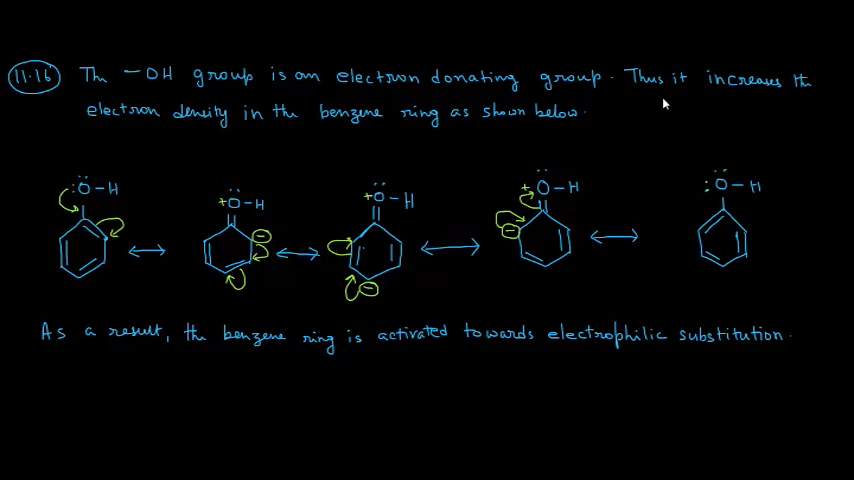 11.16 Th -OH group is an electron donating group. Thus it increases the
electron density in the benzene ring as shown below.
:Ö-H
+Ö-H
+Ö-H
+Ö-H
:Ö-H
As a result, the benzene ring is activated towards electrophilic substitution.